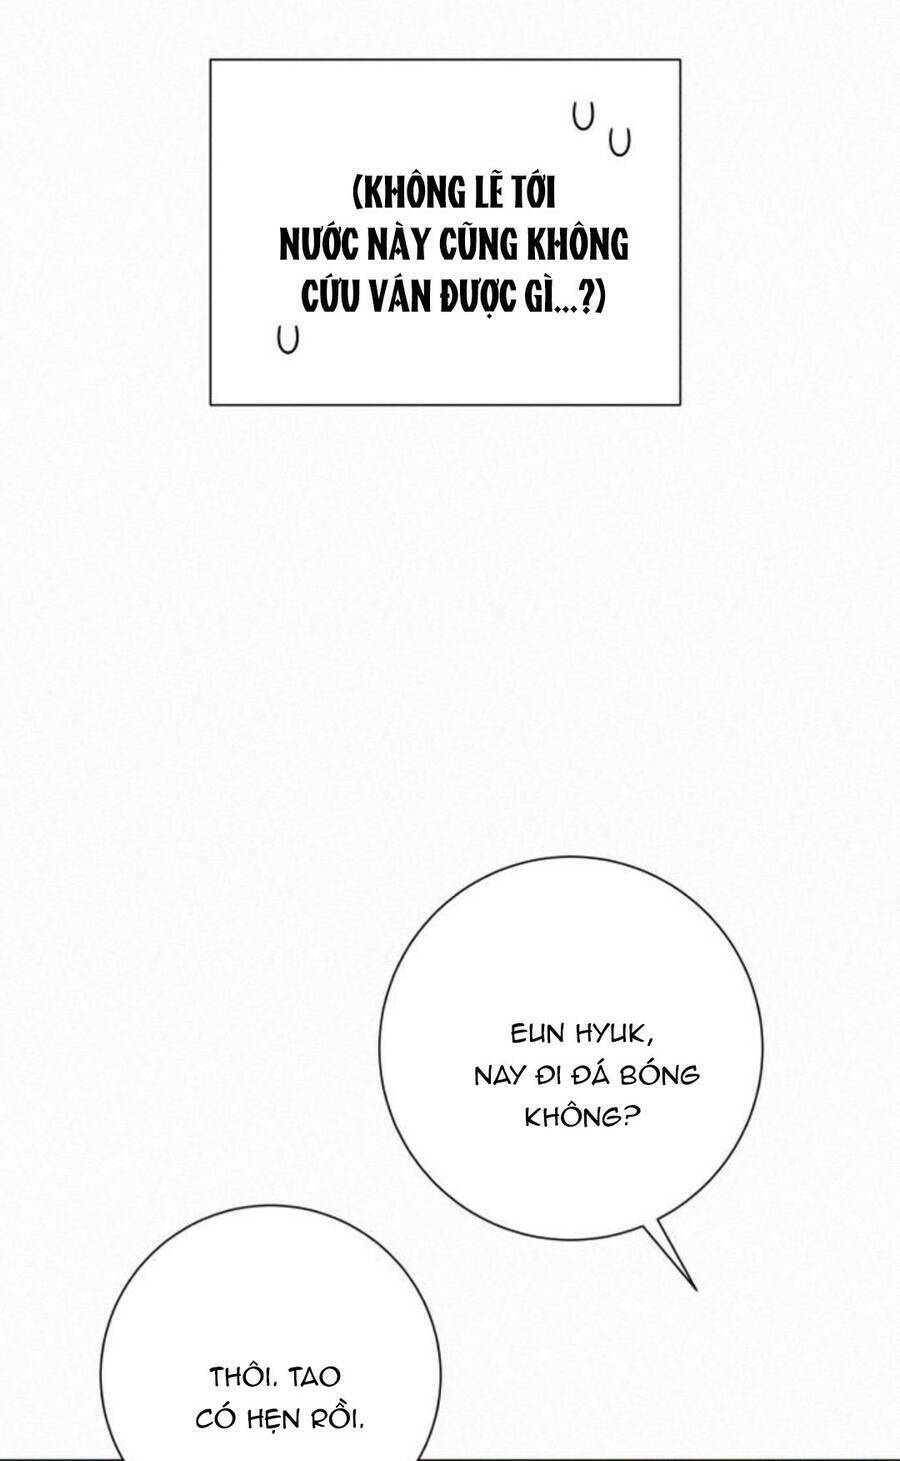 (KHÔNG LẼ TỚI
NƯỚC NÀY CŨNG KHÔNG
CỨU VÁN ĐƯỢC GÌ...?)
EUN HYUK,
NAY ĐI ĐÁ BÓNG
KHÔNG?
THÔI. TAO
CÓ HẸN RỒI.